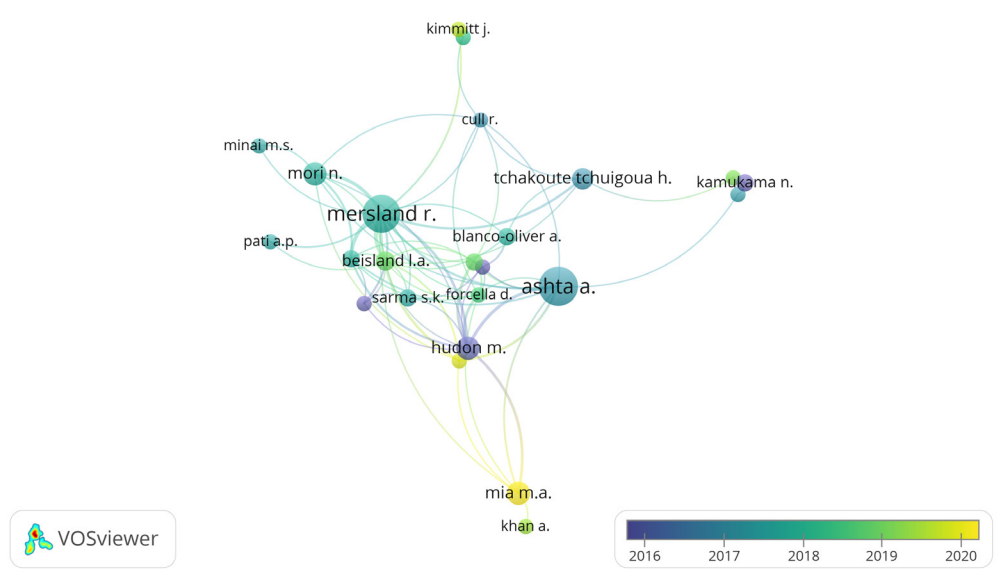 kimmitt j.
cull r.
minai m.s.
mori n.
tchakoute tchuigoua h.
kamukama n.
mersland r.
blanco-oliver a.
pati a.p.
beisland l.a.
ashta a.
sarma s.k.
forcella d.
hudon m.
mia m.a.
khan a.
VOSviewer
2016 2017 2018 2019 2020